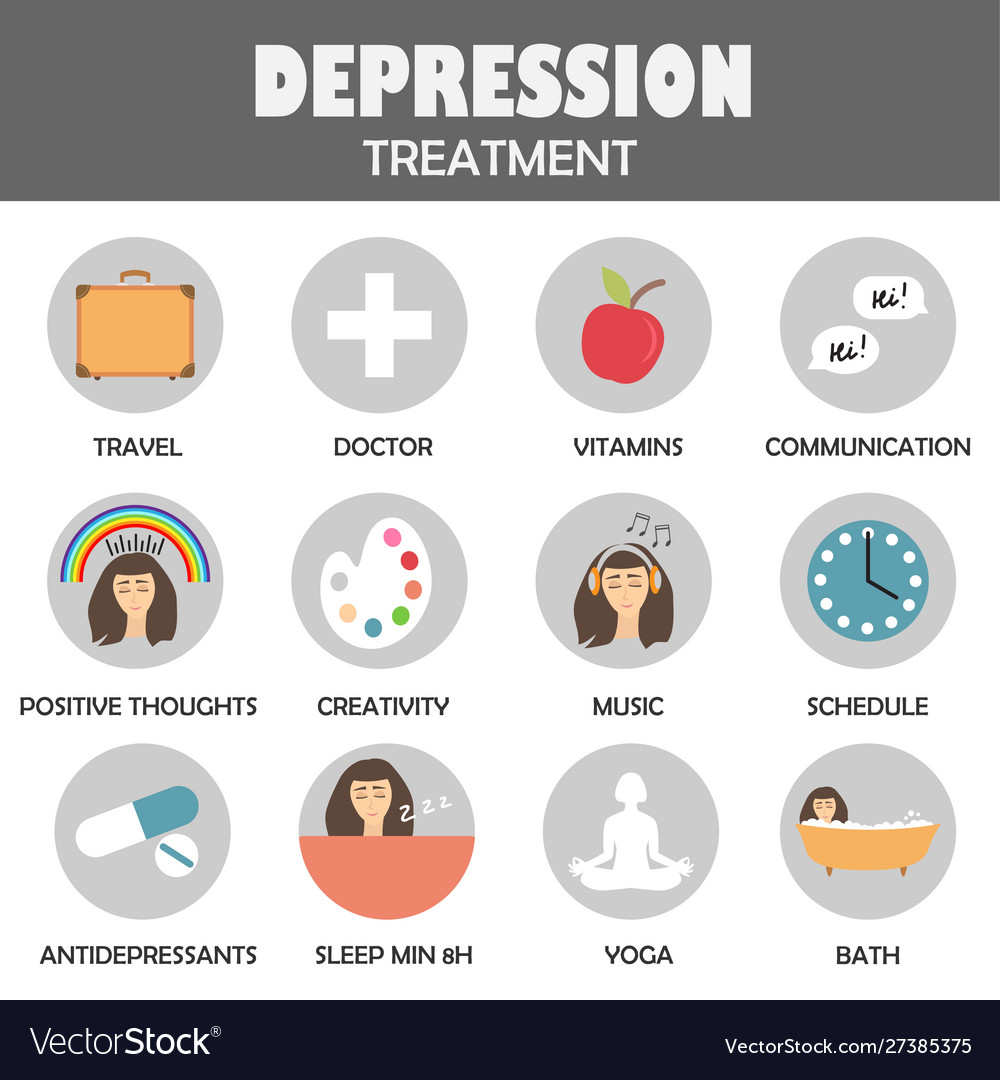 DEPRESSION
TREATMENT
Hi!
Hi!
TRAVEL
DOCTOR
VITAMINS
COMMUNICATION
POSITIVE THOUGHTS
CREATIVITY
MUSIC
SCHEDULE
z z z
ANTIDEPRESSANTS
SLEEP MIN 8H
YOGA
BATH
VectorStock®
VectorStock.com/27385375